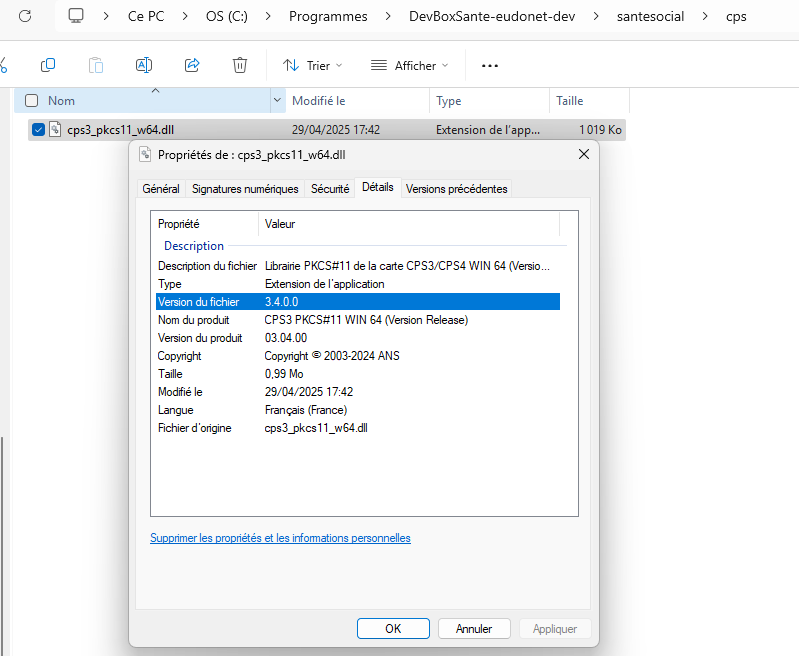 Ce PC > OS (C:) > Programmes > DevBoxSante-eudonet-dev > santesocial > cps
Trier Afficher
Nom Modifié le Type Taille
cps3_pkcs11_w64.dll 29/04/2025 17:42 Extension de l'app... 1 019 Ko
Propriétés de : cps3_pkcs11_w64.dll
Général Signatures numériques Sécurité Détails Versions précédentes
Propriété Valeur
Description
Description du fichier Librairie PKCS#11 de la carte CPS3/CPS4 WIN 64 (Versio...
Type Extension de l'application
Version du fichier 3.4.0.0
Nom du produit CPS3 PKCS#11 WIN 64 (Version Release)
Version du produit 03.04.00
Copyright Copyright © 2003-2024 ANS
Taille 0,99 Mo
Modifié le 29/04/2025 17:42
Langue Français (France)
Fichier d'origine cps3_pkcs11_w64.dll
Supprimer les propriétés et les informations personnelles
OK Annuler Appliquer